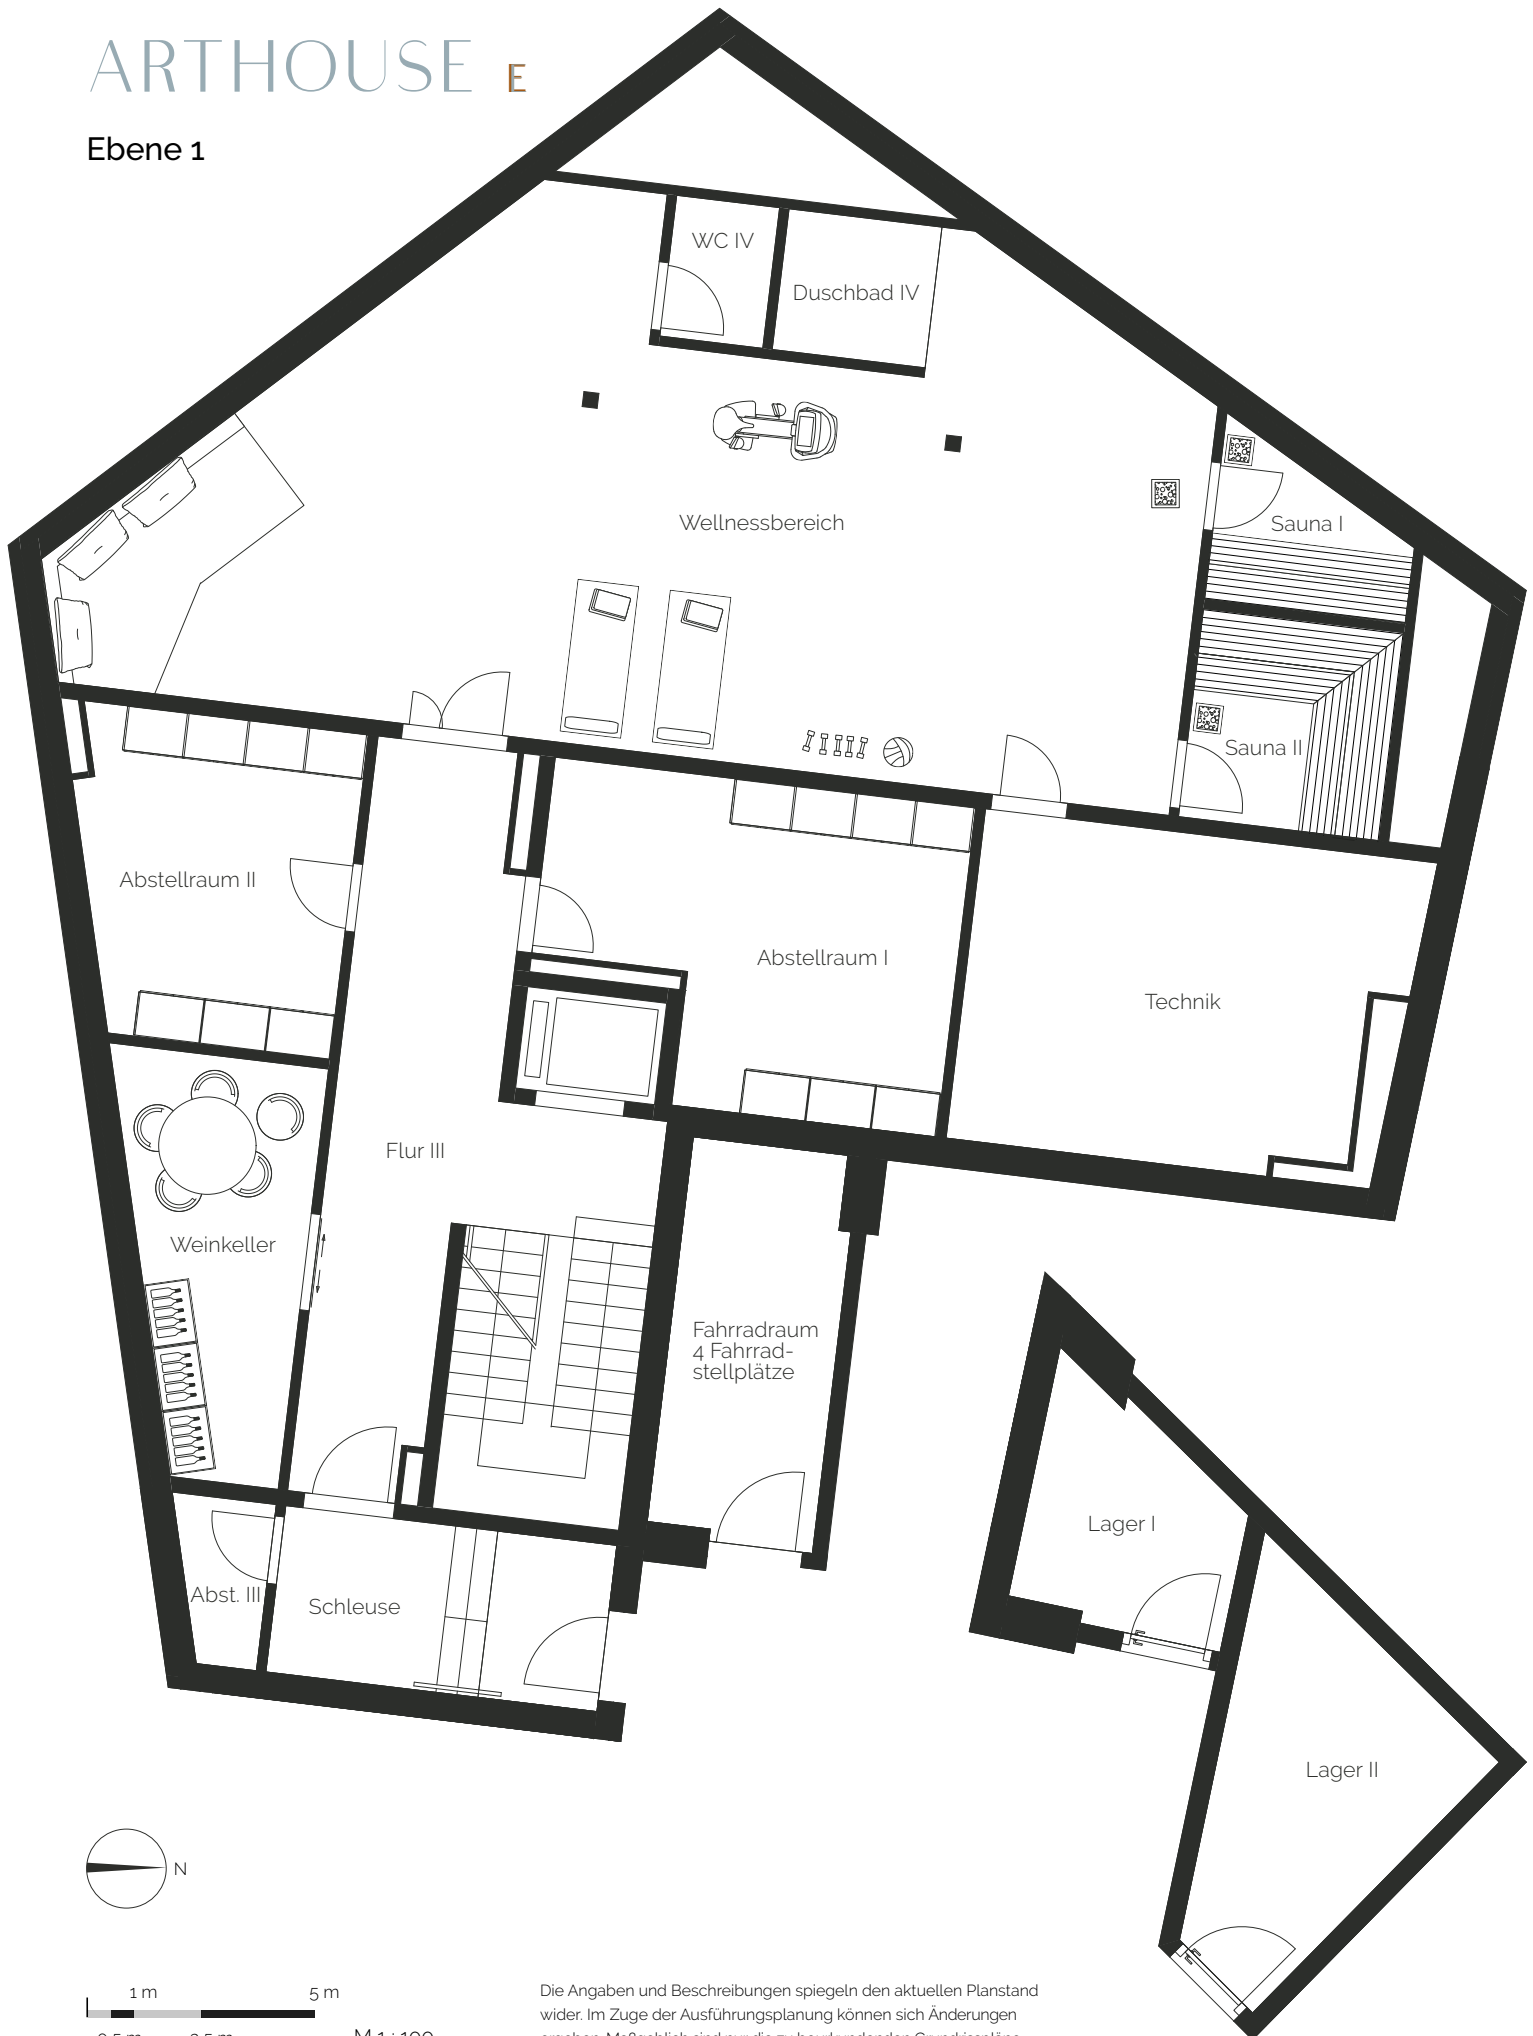 ARTHOUSE E
Ebene 1
WC IV
Duschbad IV
Wellnessbereich
Sauna I
Sauna II
Abstellraum II
Abstellraum I
Technik
Flur III
Weinkeller
Fahrradraum
4 Fahrrad-
stellplätze
Lager I
Abst. III
Schleuse
Lager II
N
1 m 5 m
Die Angaben und Beschreibungen spiegeln den aktuellen Planstand
wider. Im Zuge der Ausführungsplanung können sich Änderungen